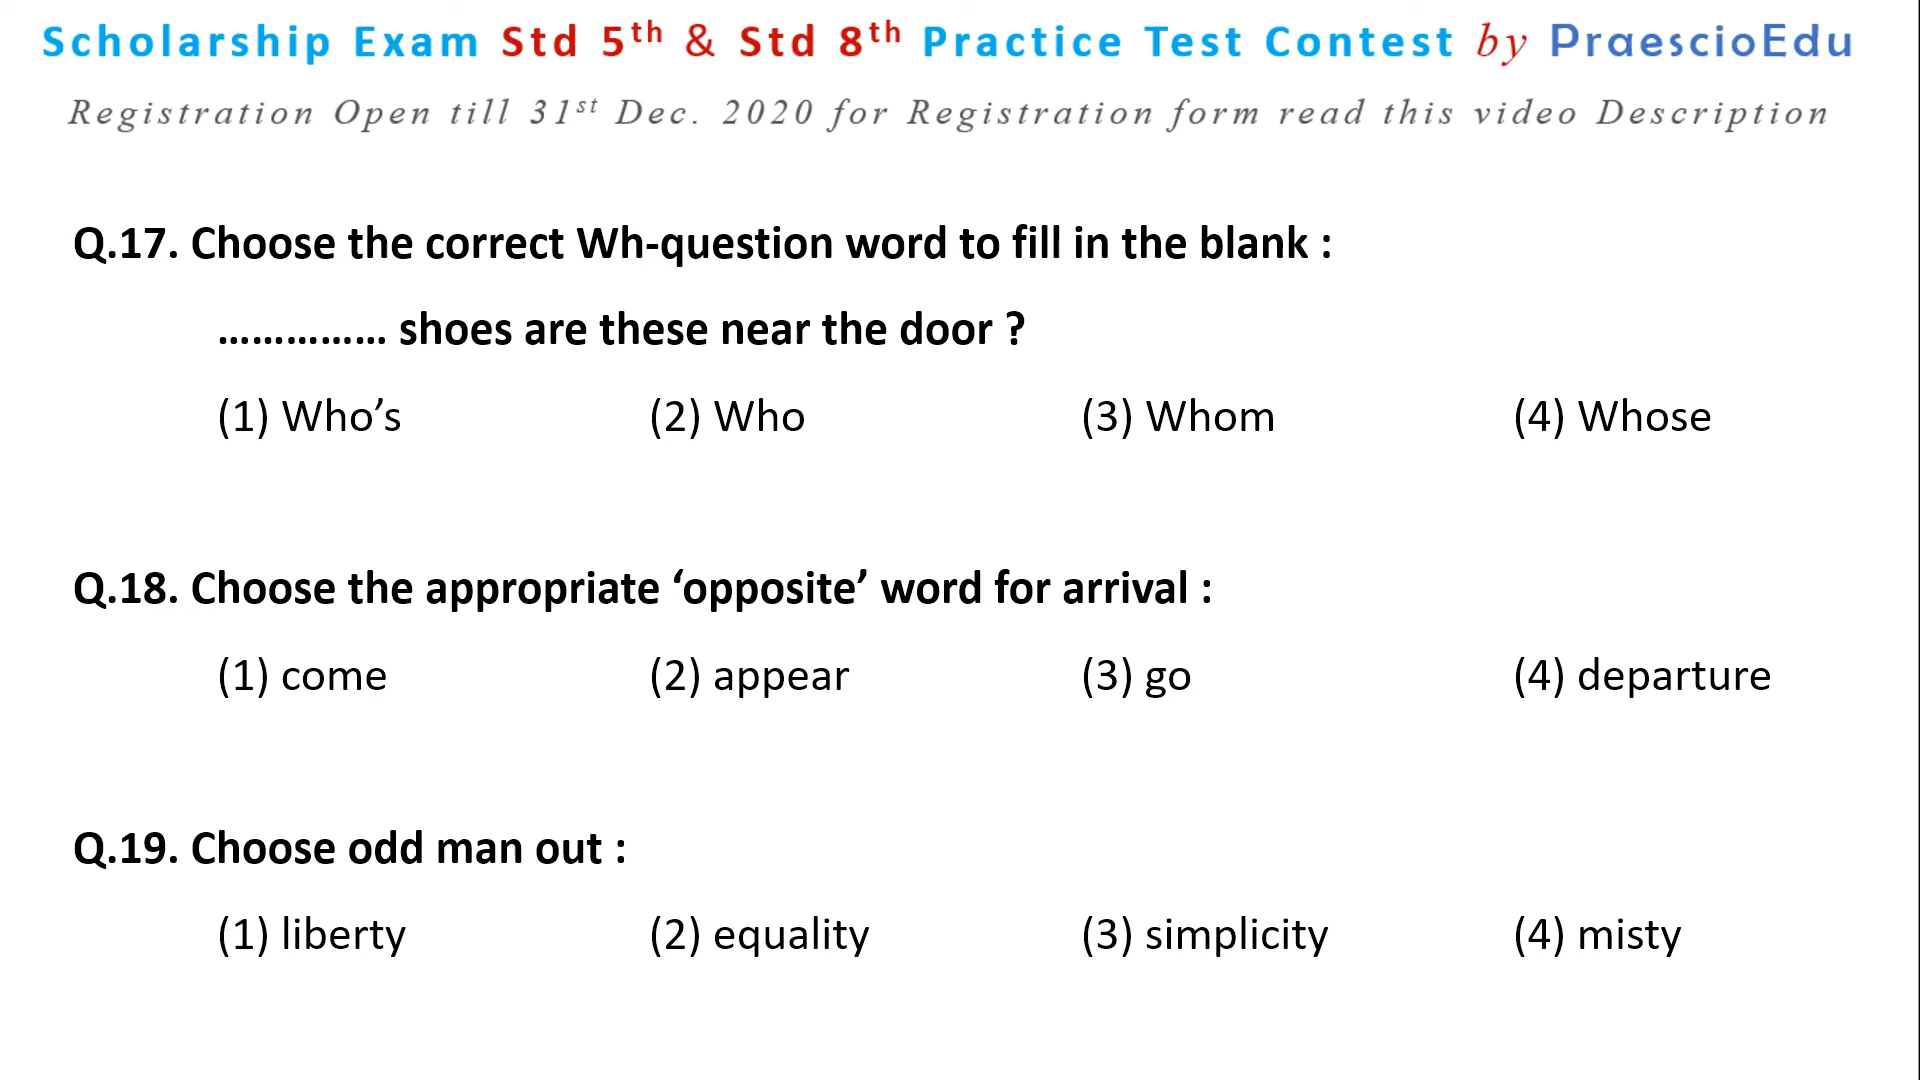 Scholarship Exam Std 5th & Std 8th Practice Test Contest by PraescioEdu
Registration Open till 31st Dec. 2020 for Registration form read this video Description
Q.17. Choose the correct Wh-question word to fill in the blank :
…………… shoes are these near the door ?
(1) Who’s (2) Who (3) Whom (4) Whose
Q.18. Choose the appropriate ‘opposite’ word for arrival :
(1) come (2) appear (3) go (4) departure
Q.19. Choose odd man out :
(1) liberty (2) equality (3) simplicity (4) misty